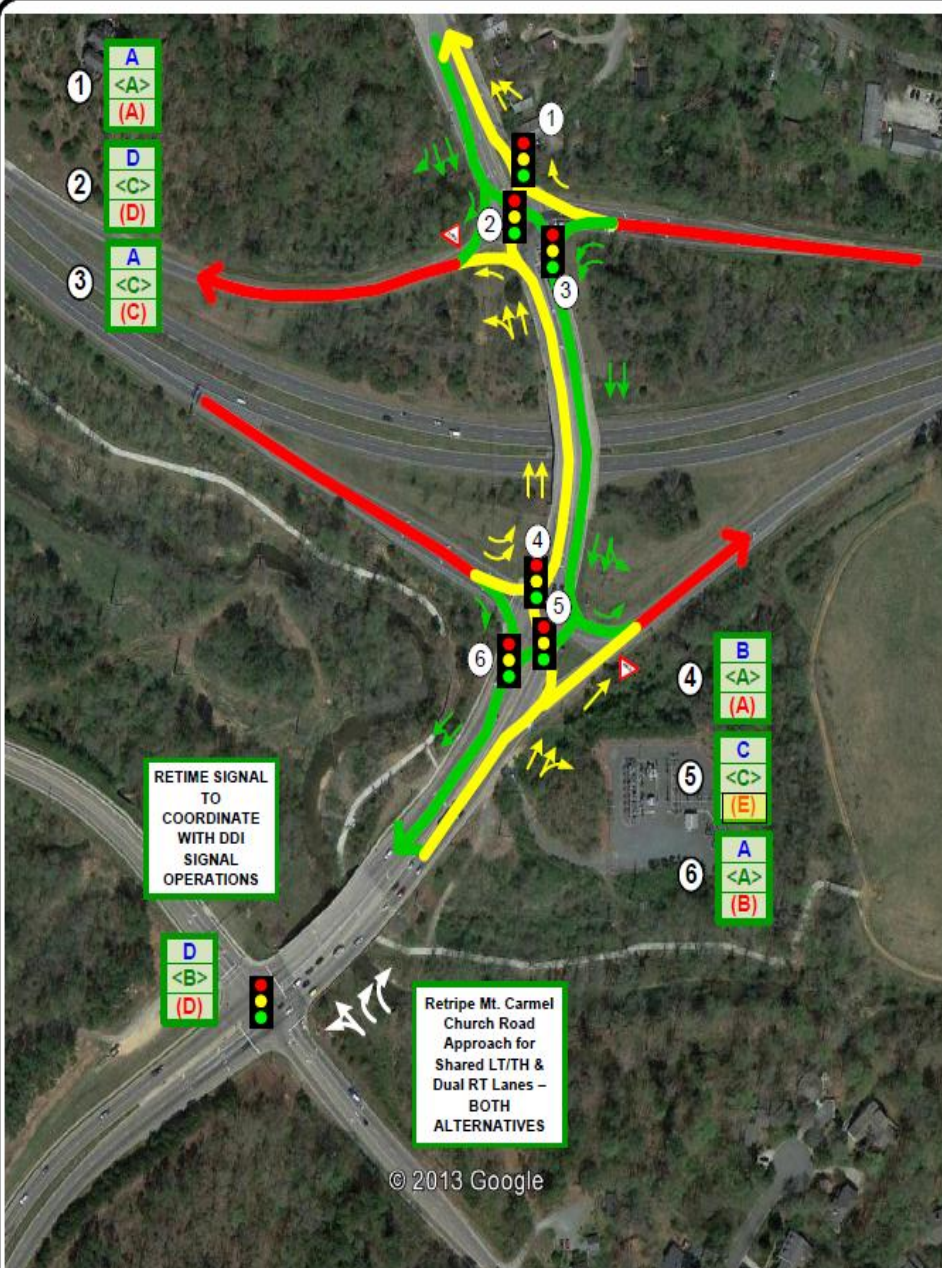 1
A
<A>
(A)
2
D
<C>
(D)
3
A
<C>
(C)
1
2
3
4
5
6
4
B
<A>
(A)
5
C
<C>
(E)
6
A
<A>
(B)
RETIME SIGNAL
TO
COORDINATE
WITH DDI
SIGNAL
OPERATIONS
D
<B>
(D)
Retripe Mt. Carmel
Church Road
Approach for
Shared LT/TH &
Dual RT Lanes –
BOTH
ALTERNATIVES
© 2013 Google